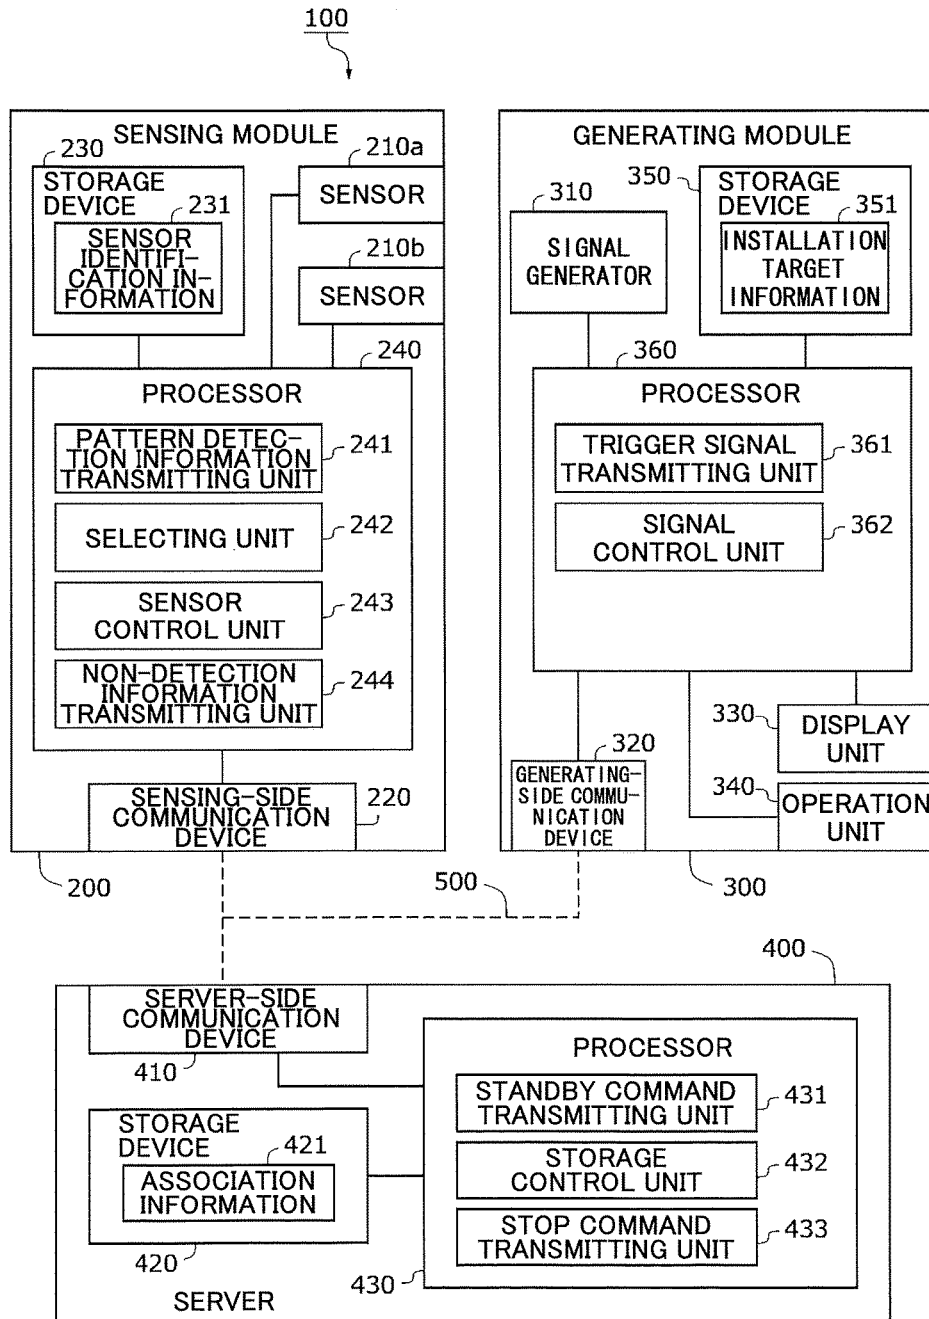 100
SENSING MODULE
230
STORAGE
DEVICE
231
SENSOR
IDENTIFI-
CATION IN-
FORMATION
210a
SENSOR
210b
SENSOR
240
PROCESSOR
PATTERN DETEC-
TION INFORMATION
TRANSMITTING UNIT
241
SELECTING UNIT
242
SENSOR
CONTROL UNIT
243
NON-DETECTION
INFORMATION
TRANSMITTING UNIT
244
SENSING-SIDE
COMMUNICATION
DEVICE
220
200
GENERATING MODULE
310
SIGNAL
GENERATOR
350
STORAGE
DEVICE
351
INSTALLATION
TARGET
INFORMATION
360
PROCESSOR
TRIGGER SIGNAL
TRANSMITTING UNIT
361
SIGNAL
CONTROL UNIT
362
330
DISPLAY
UNIT
320
GENERATING-
SIDE COMMU-
NICATION
DEVICE
340
OPERATION
UNIT
300
500
400
SERVER-SIDE
COMMUNICATION
DEVICE
410
STORAGE
DEVICE
421
ASSOCIATION
INFORMATION
420
PROCESSOR
STANDBY COMMAND
TRANSMITTING UNIT
431
STORAGE
CONTROL UNIT
432
STOP COMMAND
TRANSMITTING UNIT
433
430
SERVER